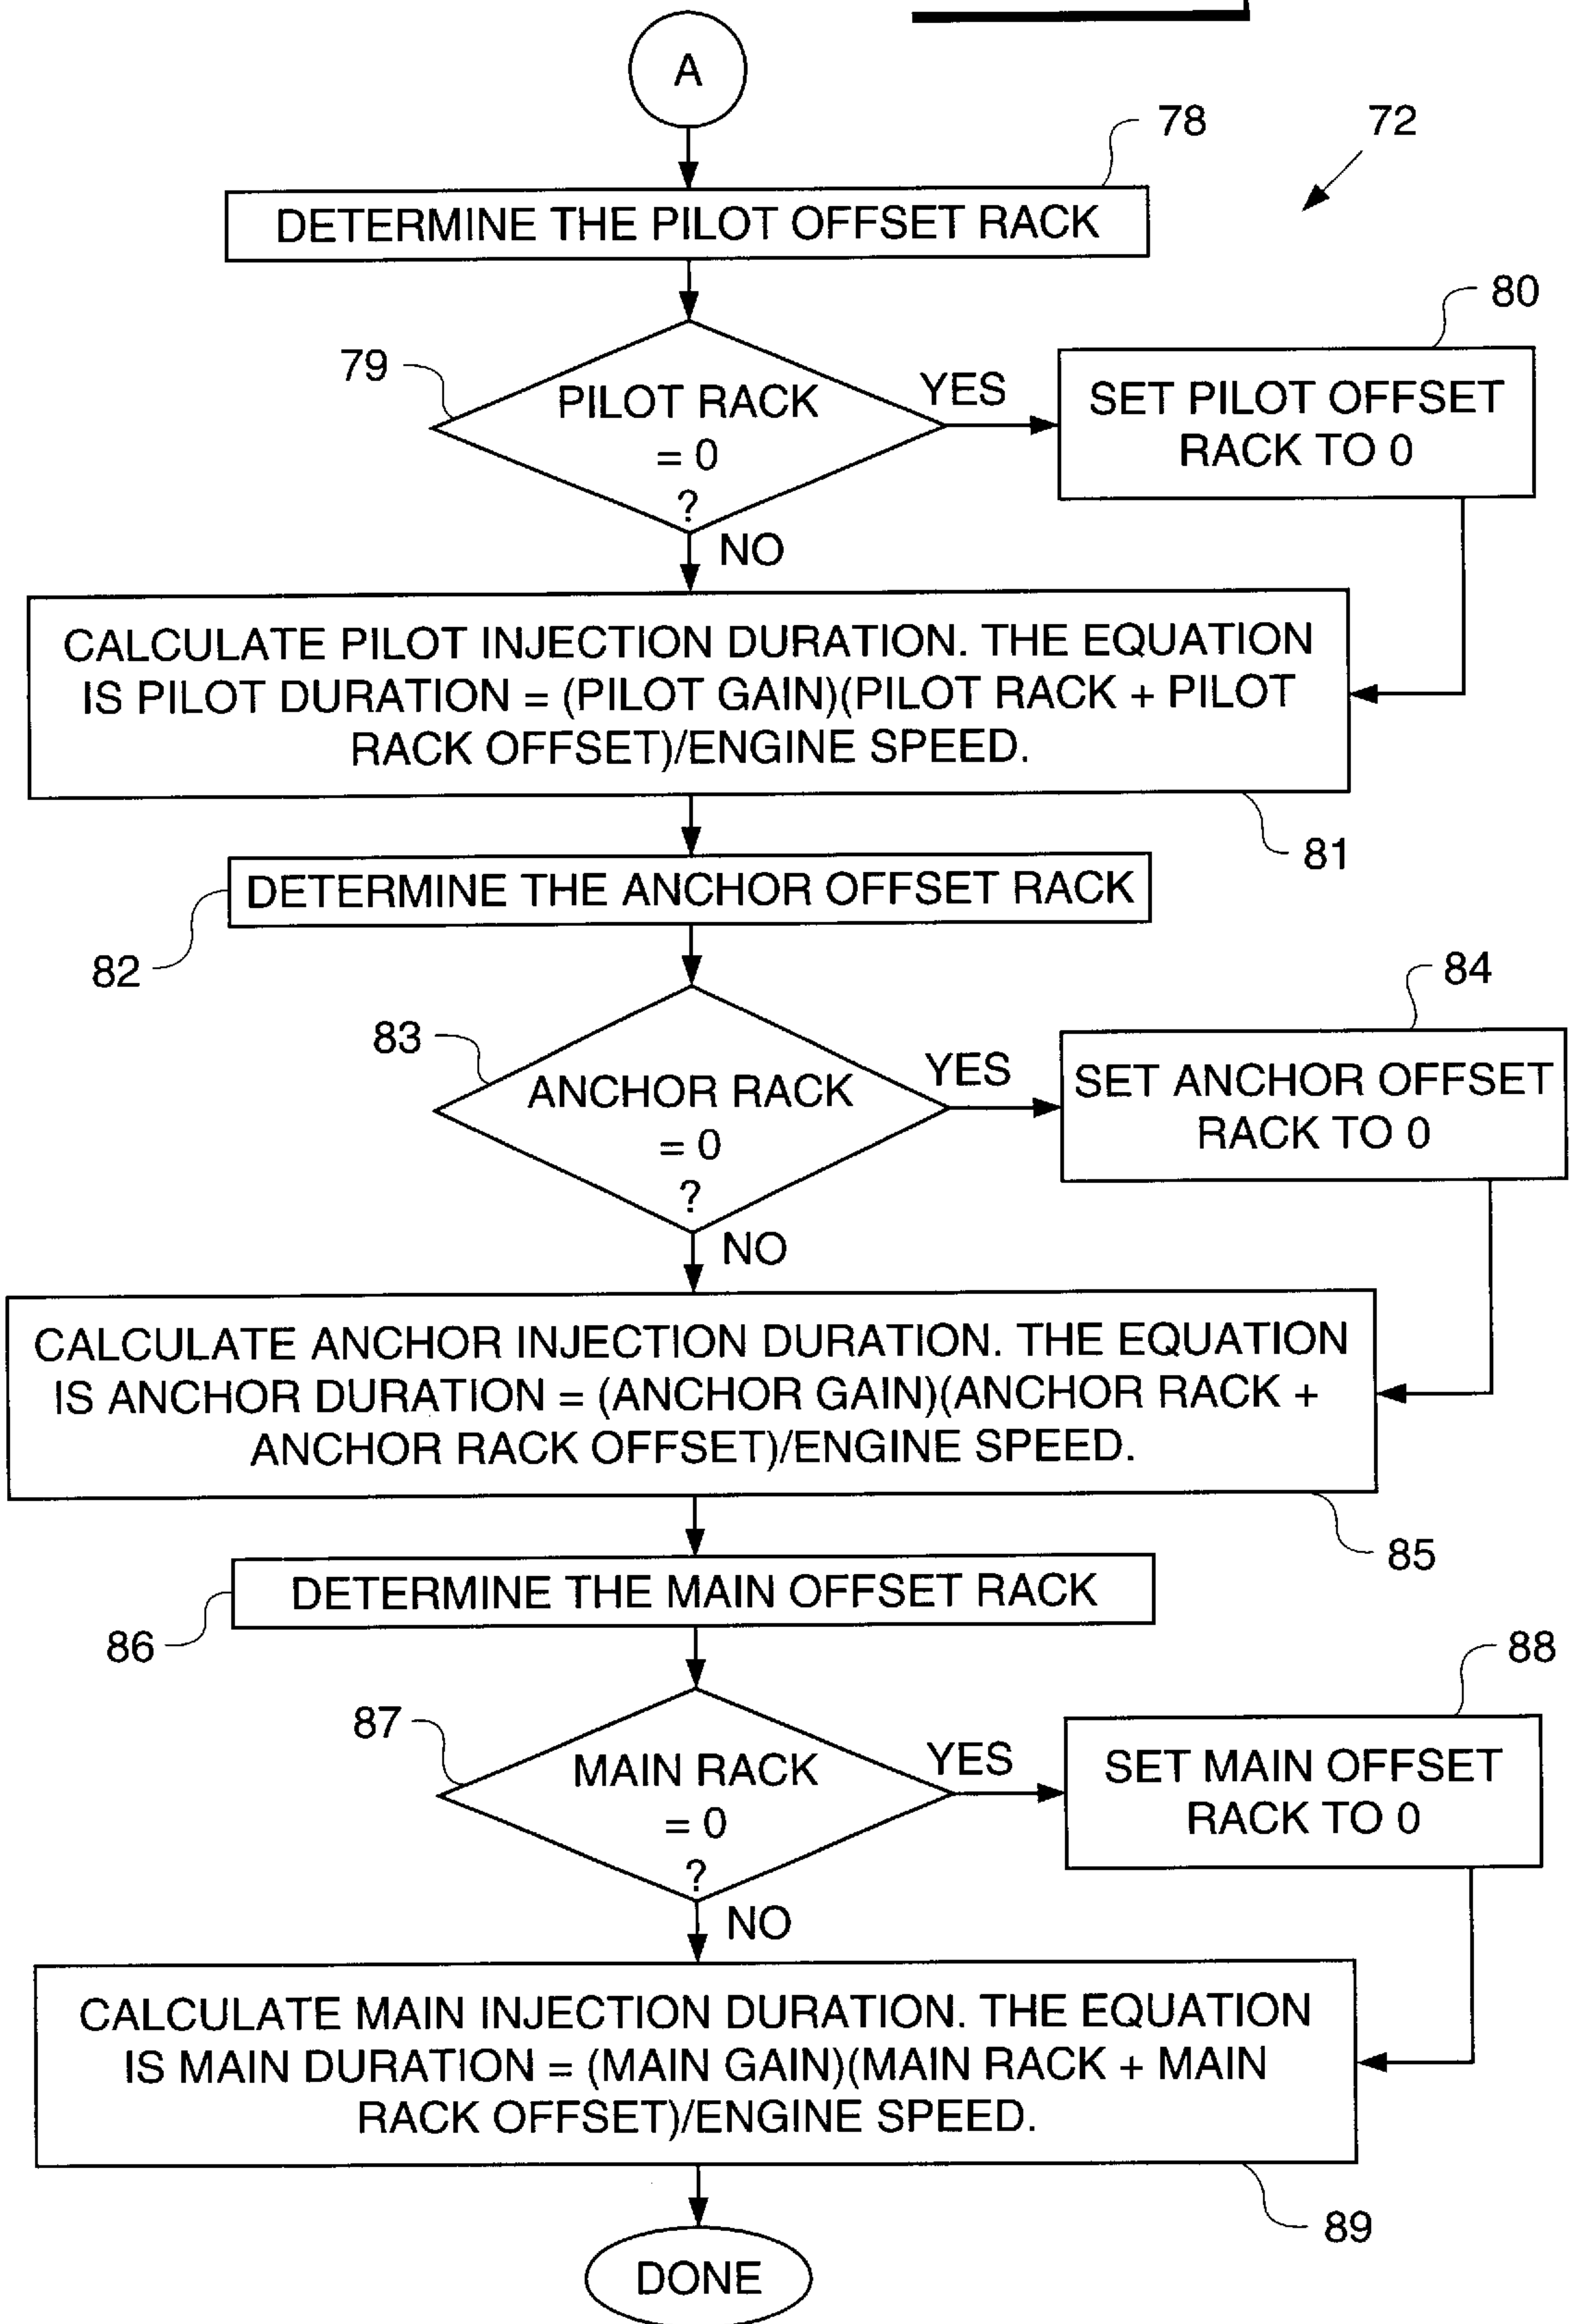 A
78
72
DETERMINE THE PILOT OFFSET RACK
80
79
PILOT RACK
= 0
?
YES
SET PILOT OFFSET
RACK TO 0
NO
CALCULATE PILOT INJECTION DURATION. THE EQUATION
IS PILOT DURATION = (PILOT GAIN)(PILOT RACK + PILOT
RACK OFFSET)/ENGINE SPEED.
81
DETERMINE THE ANCHOR OFFSET RACK
82
84
83
ANCHOR RACK
= 0
?
YES
SET ANCHOR OFFSET
RACK TO 0
NO
CALCULATE ANCHOR INJECTION DURATION. THE EQUATION
IS ANCHOR DURATION = (ANCHOR GAIN)(ANCHOR RACK +
ANCHOR RACK OFFSET)/ENGINE SPEED.
85
DETERMINE THE MAIN OFFSET RACK
86
88
87
MAIN RACK
= 0
?
YES
SET MAIN OFFSET
RACK TO 0
NO
CALCULATE MAIN INJECTION DURATION. THE EQUATION
IS MAIN DURATION = (MAIN GAIN)(MAIN RACK + MAIN
RACK OFFSET)/ENGINE SPEED.
89
DONE